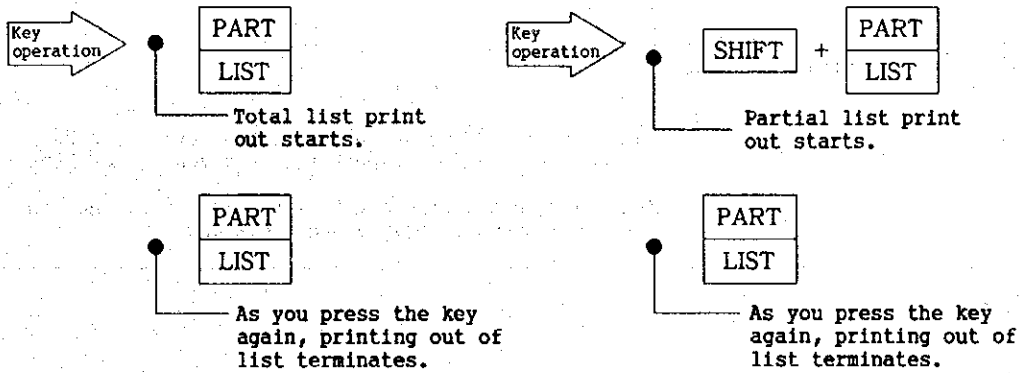 Key
operation
PART
LIST
Total list print
out starts.
PART
LIST
As you press the key
again, printing out of
list terminates.
Key
operation
SHIFT + PART
LIST
Partial list print
out starts.
PART
LIST
As you press the key
again, printing out of
list terminates.